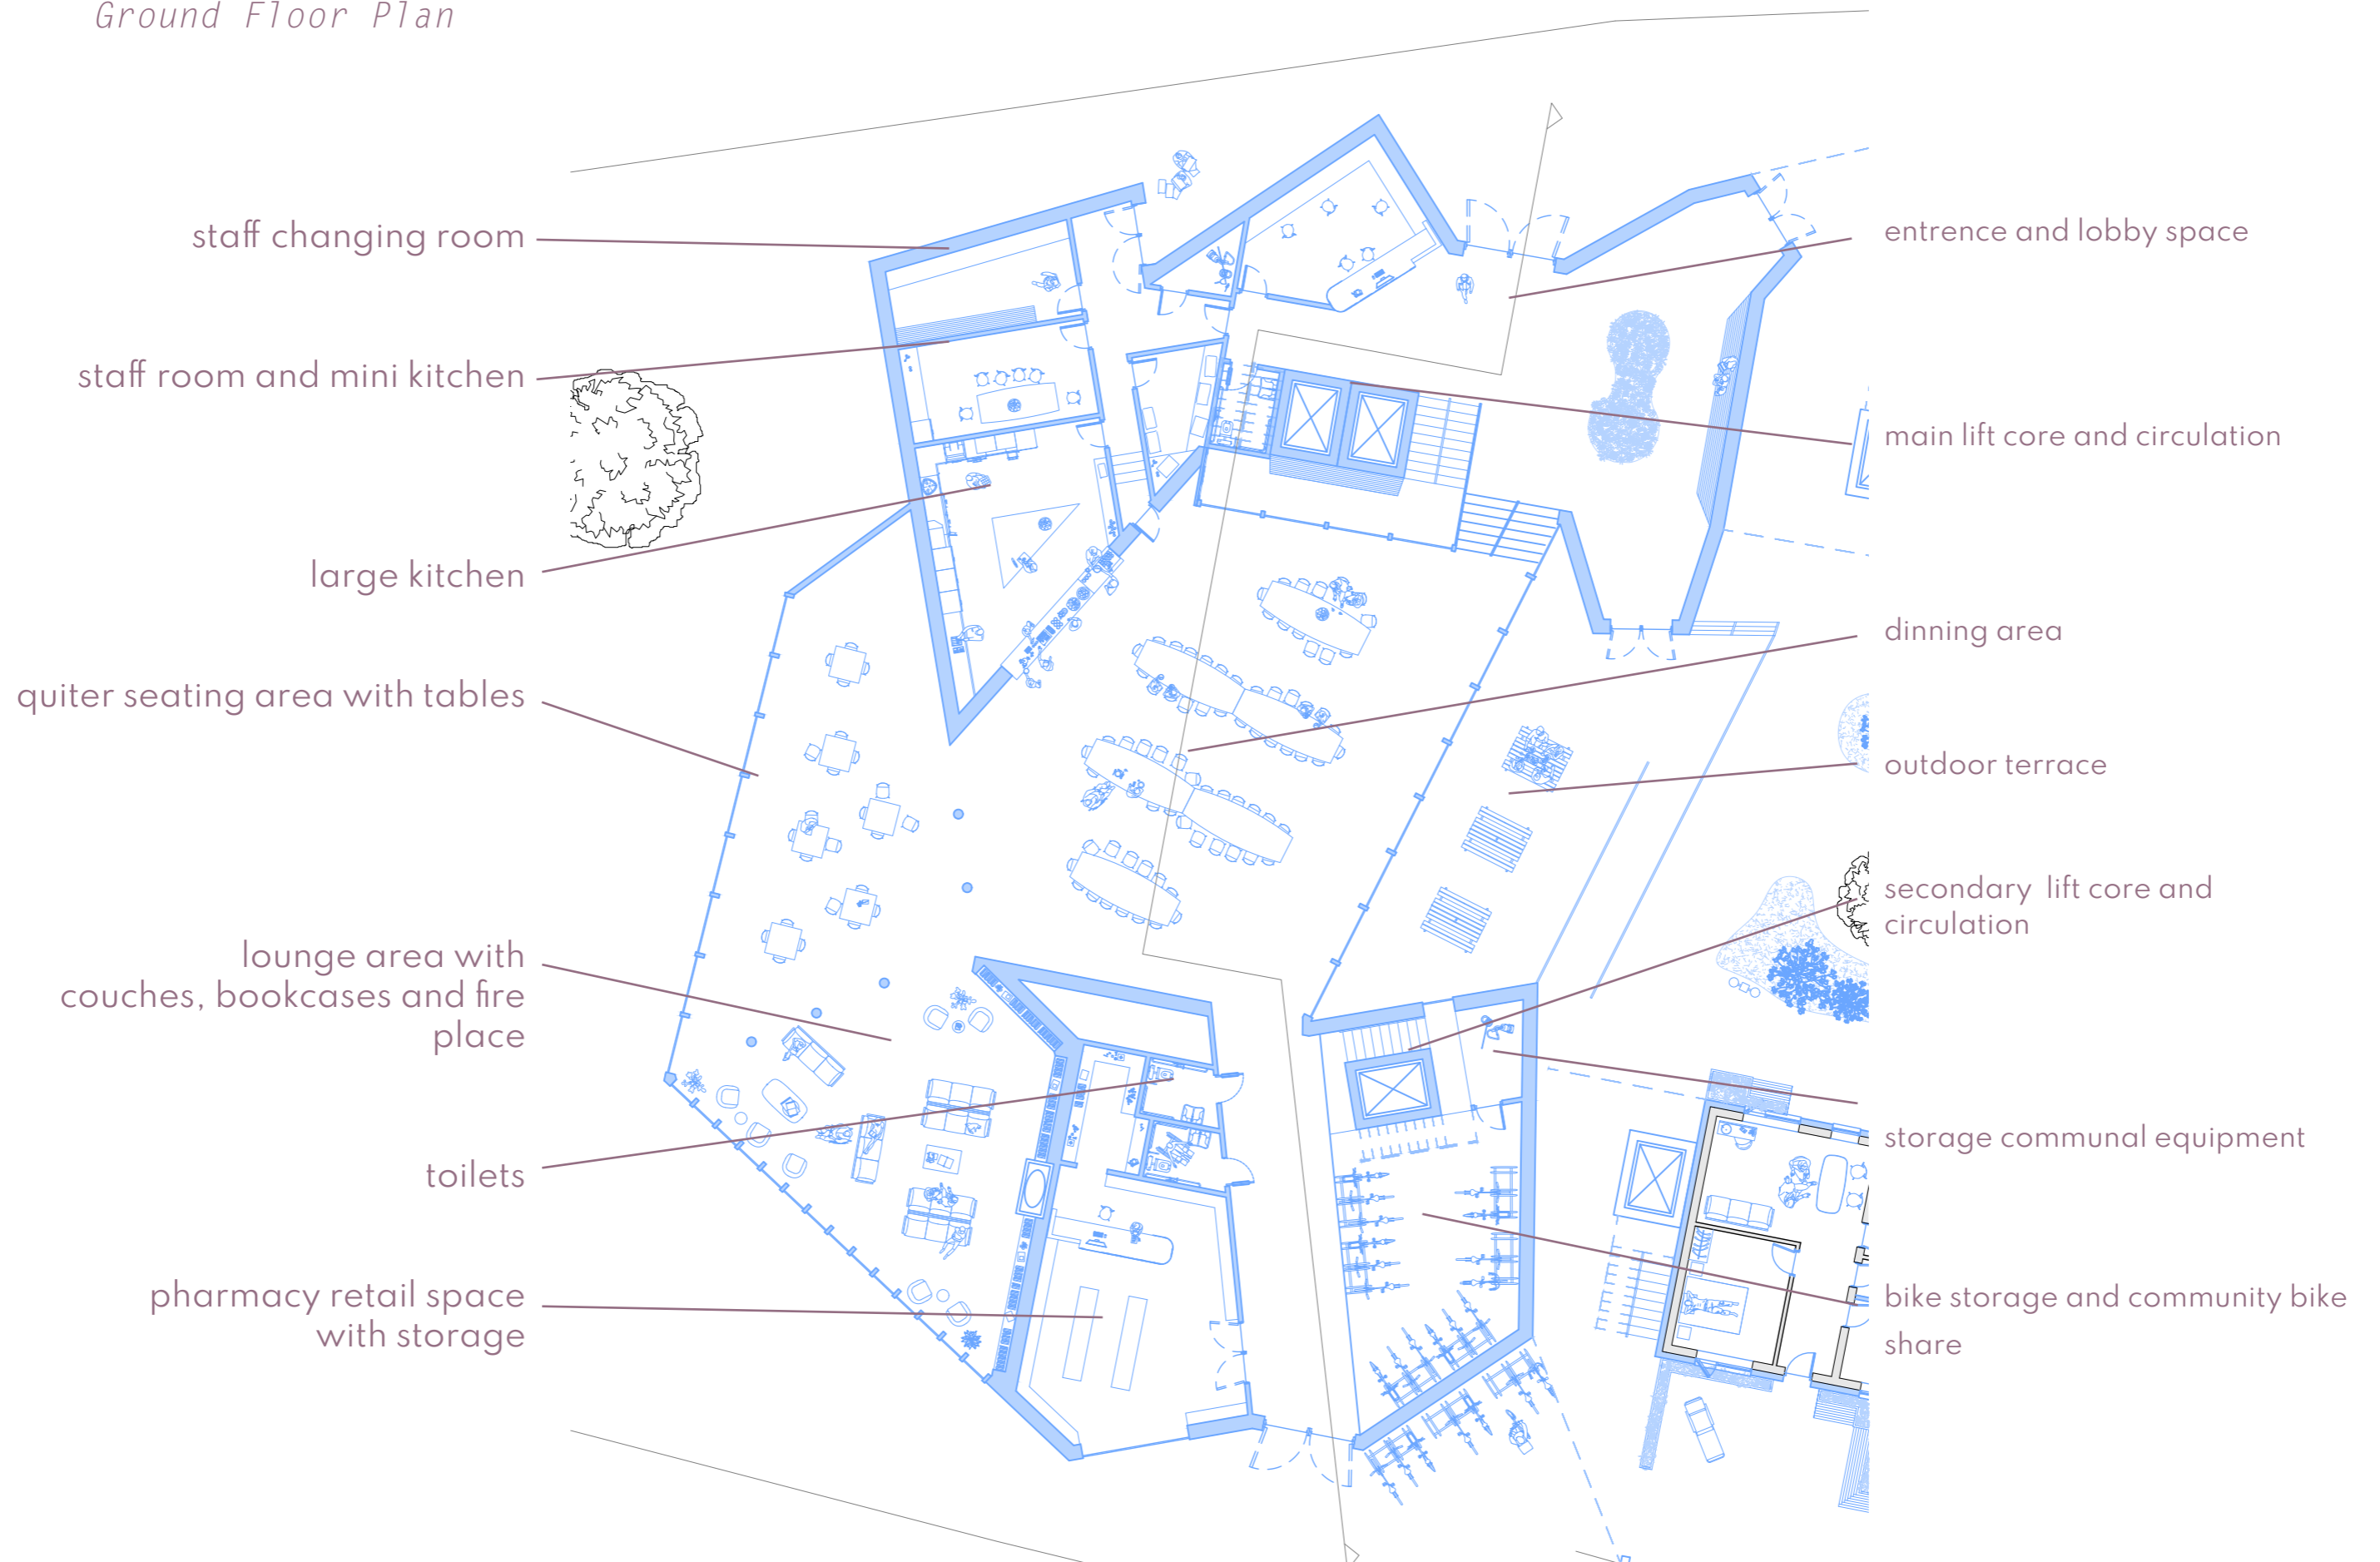 Ground Floor Plan
staff changing room
staff room and mini kitchen
large kitchen
quiter seating area with tables
lounge area with
couches, bookcases and fire
place
toilets
pharmacy retail space
with storage
entrence and lobby space
main lift core and circulation
dinning area
outdoor terrace
secondary lift core and
circulation
storage communal equipment
bike storage and community bike
share